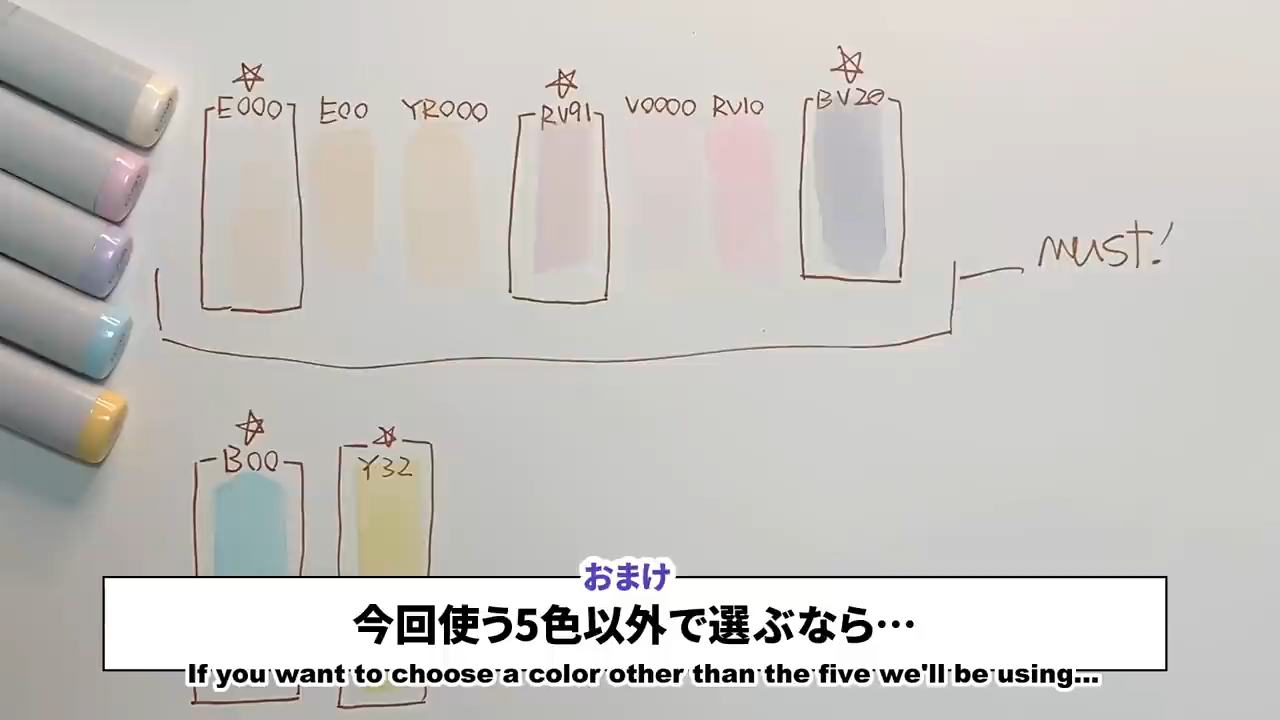 E000 E00 YR000 RV91 V0000 RV10 BV20
must!
B00 Y32
おまけ
今回使う5色以外で選ぶなら…
If you want to choose a color other than the five we'll be using...